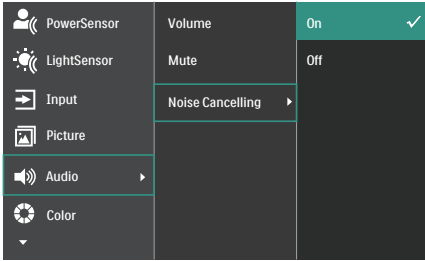 PowerSensor
LightSensor
Input
Picture
Audio
Color
Volume
Mute
Noise Cancelling
On
Off